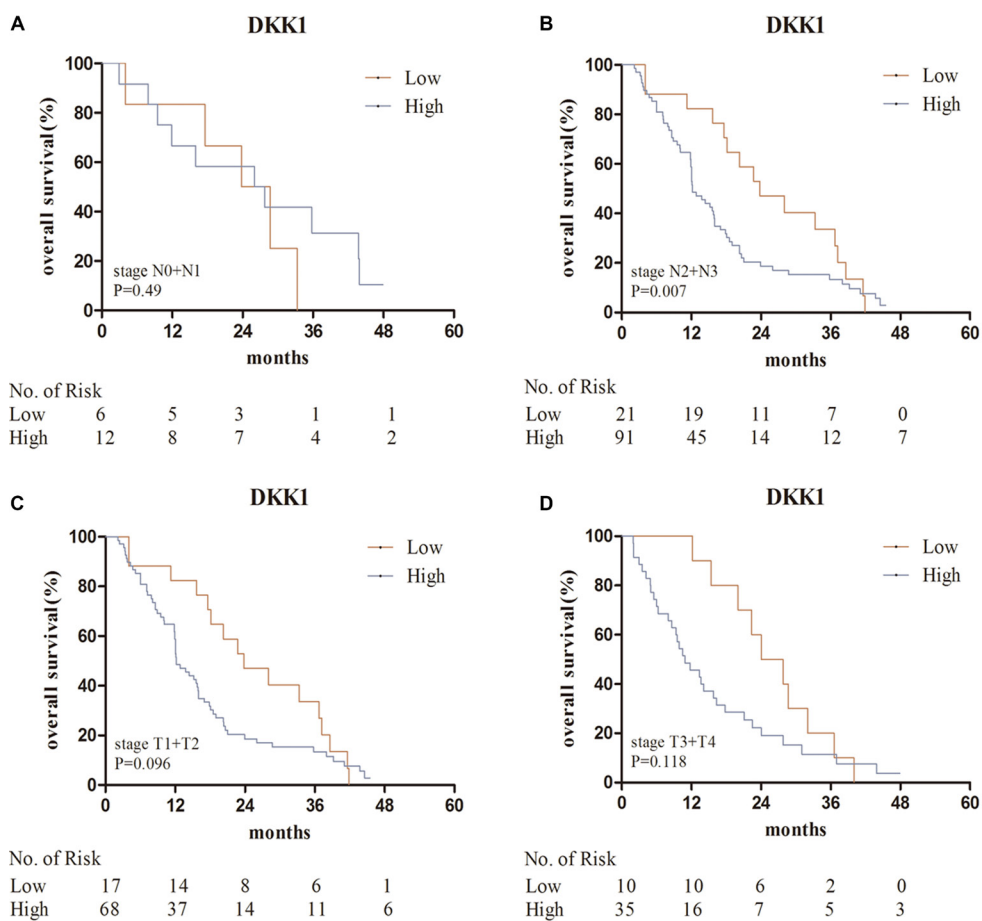 A
DKK1
overall survival(%)
100
80
60
40
20
0
Low
High
stage N0+N1
P=0.49
0 12 24 36 48 60
months
No. of Risk
Low 6 5 3 1 1
High 12 8 7 4 2
B
DKK1
overall survival(%)
100
80
60
40
20
0
Low
High
stage N2+N3
P=0.007
0 12 24 36 48 60
months
No. of Risk
Low 21 19 11 7 0
High 91 45 14 12 7
C
DKK1
overall survival(%)
100
80
60
40
20
0
Low
High
stage T1+T2
P=0.096
0 12 24 36 48 60
months
No. of Risk
Low 17 14 8 6 1
High 68 37 14 11 6
D
DKK1
overall survival(%)
100
80
60
40
20
0
Low
High
stage T3+T4
P=0.118
0 12 24 36 48 60
months
No. of Risk
Low 10 10 6 2 0
High 35 16 7 5 3